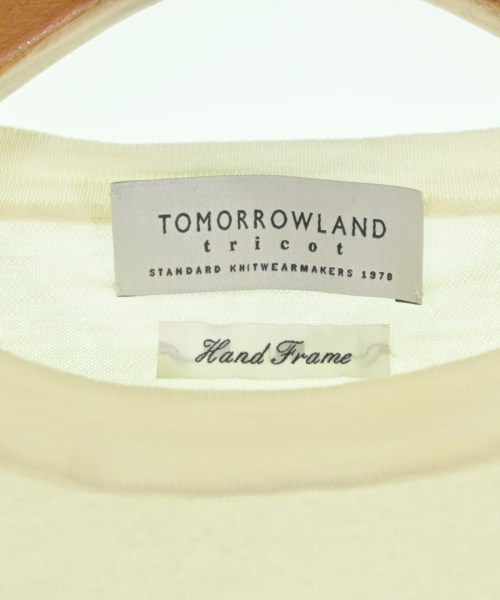 TOMORROWLAND
tricot
STANDARD KNITWEARMAKERS 1978
Hand Frame